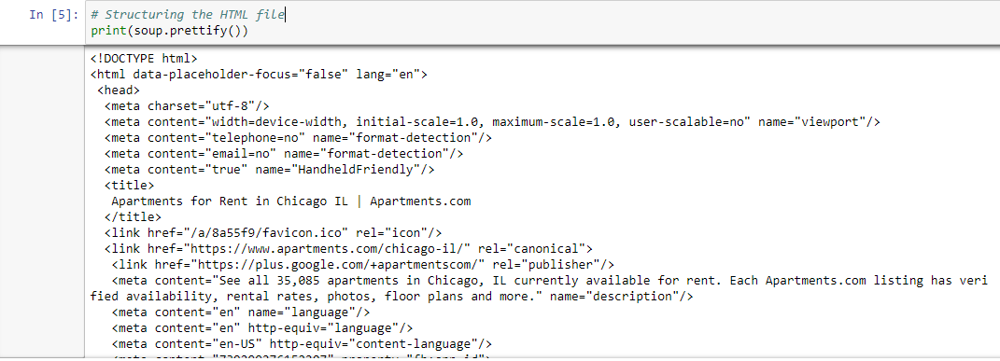 In [5]: # Structuring the HTML file
print(soup.prettify())
<!DOCTYPE html>
<html data-placeholder-focus="false" lang="en">
<head>
<meta charset="utf-8"/>
<meta content="width=device-width, initial-scale=1.0, maximum-scale=1.0, user-scalable=no" name="viewport"/>
<meta content="telephone=no" name="format-detection"/>
<meta content="email=no" name="format-detection"/>
<meta content="true" name="HandheldFriendly"/>
<title>
Apartments for Rent in Chicago IL | Apartments.com
</title>
<link href="/a/8a55f9/favicon.ico" rel="icon"/>
<link href="https://www.apartments.com/chicago-il/" rel="canonical">
<link href="https://plus.google.com/+apartmentscom/" rel="publisher"/>
<meta content="See all 35,085 apartments in Chicago, IL currently available for rent. Each Apartments.com listing has veri
fied availability, rental rates, photos, floor plans and more." name="description"/>
<meta content="en" name="language"/>
<meta content="en" http-equiv="language"/>
<meta content="en-US" http-equiv="content-language"/>